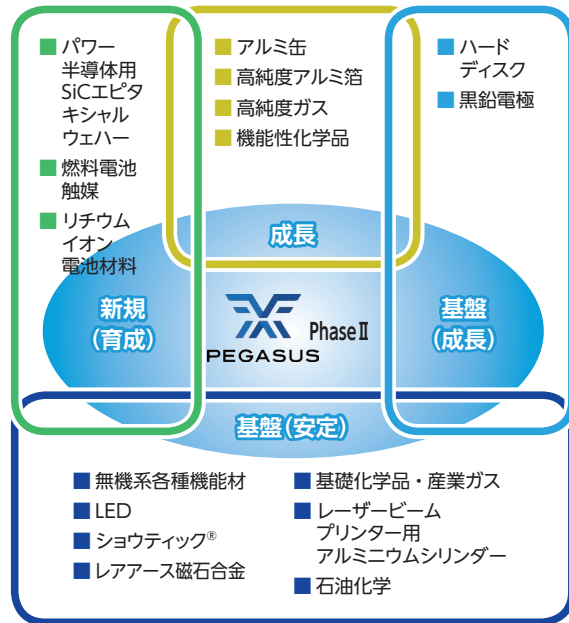 パワー
半導体用
SiCエピタ
キシャル
ウェハー
燃料電池
触媒
リチウム
イオン
電池材料
アルミ缶
高純度アルミ箔
高純度ガス
機能性化学品
ハード
ディスク
黒鉛電極
成長
新規
(育成)
PEGASUS
PhaseⅡ
基盤
(成長)
基盤(安定)
無機系各種機能材
LED
ショウティック®
レアアース磁石合金
基礎化学品・産業ガス
レーザービーム
プリンター用
アルミニウムシリンダー
石油化学